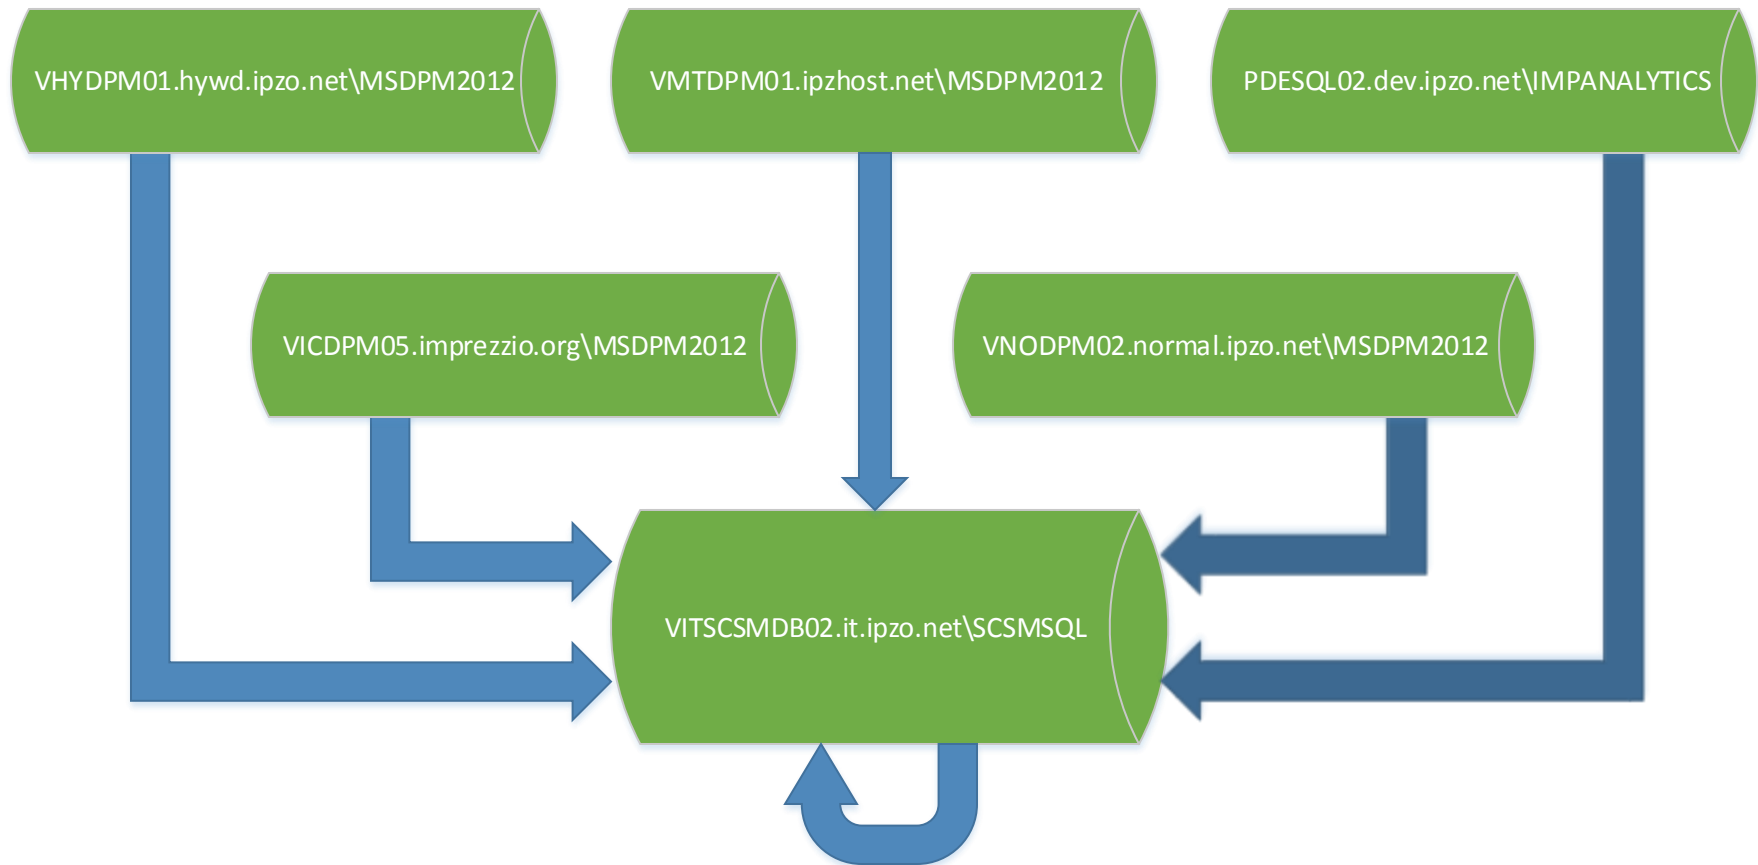 VHYDPM01.hywd.ipzo.net\MSDPM2012
VMTDPM01.ipzhost.net\MSDPM2012
PDESQL02.dev.ipzo.net\IMPANALYTICS
VICDPM05.imprezzio.org\MSDPM2012
VNODPM02.normal.ipzo.net\MSDPM2012
VITSCSMDB02.it.ipzo.net\SCSMSQL